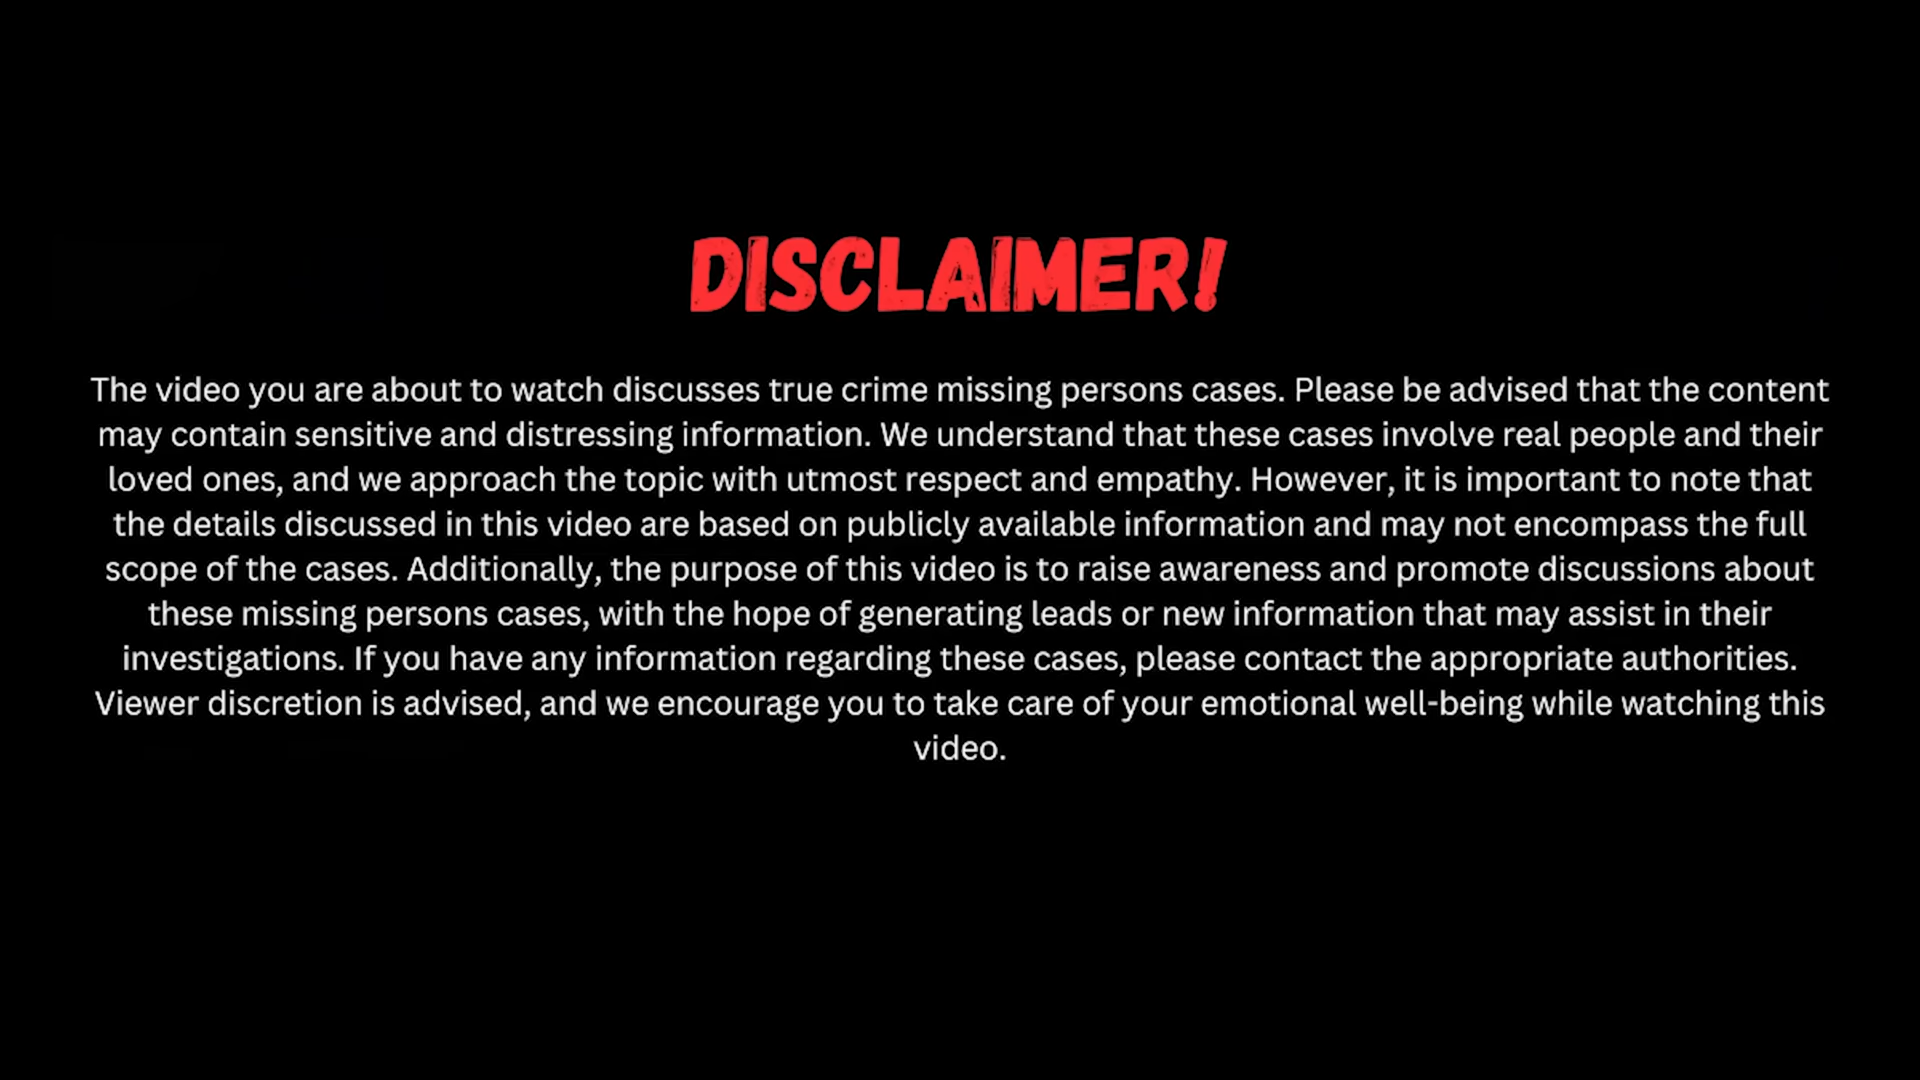 DISCLAIMER!
The video you are about to watch discusses true crime missing persons cases. Please be advised that the content
may contain sensitive and distressing information. We understand that these cases involve real people and their
loved ones, and we approach the topic with utmost respect and empathy. However, it is important to note that
the details discussed in this video are based on publicly available information and may not encompass the full
scope of the cases. Additionally, the purpose of this video is to raise awareness and promote discussions about
these missing persons cases, with the hope of generating leads or new information that may assist in their
investigations. If you have any information regarding these cases, please contact the appropriate authorities.
Viewer discretion is advised, and we encourage you to take care of your emotional well-being while watching this
video.